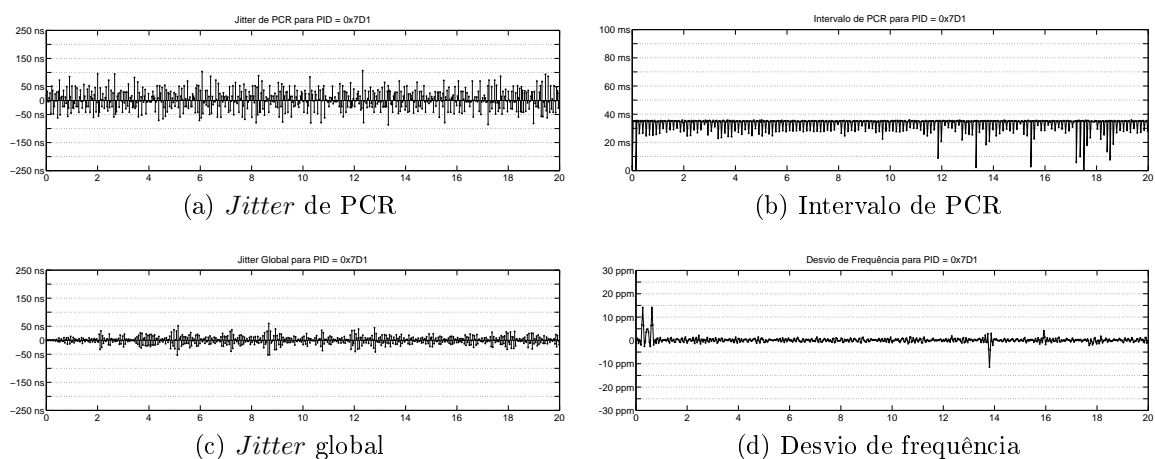 Jitter de PCR para PID = 0x7D1
250 ns
150 ns
50 ns
0
−50 ns
−150 ns
−250 ns
0 2 4 6 8 10 12 14 16 18 20
(a) Jitter de PCR
Intervalo de PCR para PID = 0x7D1
100 ms
80 ms
60 ms
40 ms
20 ms
0
0 2 4 6 8 10 12 14 16 18 20
(b) Intervalo de PCR
Jitter Global para PID = 0x7D1
250 ns
150 ns
50 ns
0
−50 ns
−150 ns
−250 ns
0 2 4 6 8 10 12 14 16 18 20
(c) Jitter global
Desvio de Frequência para PID = 0x7D1
30 ppm
20 ppm
10 ppm
0
-10 ppm
-20 ppm
-30 ppm
0 2 4 6 8 10 12 14 16 18 20
(d) Desvio de frequência